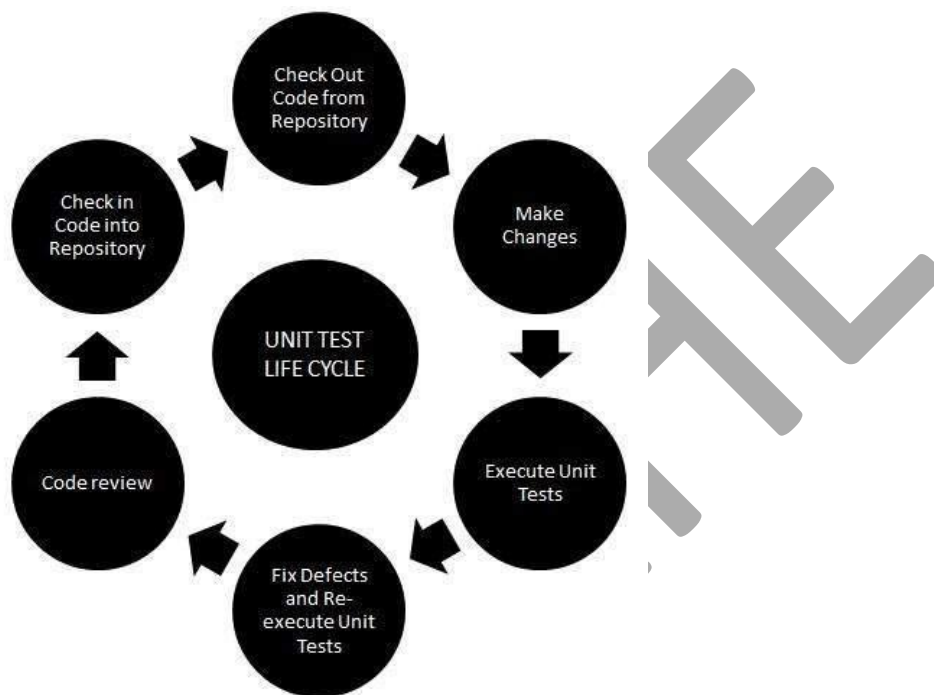 Check Out
Code from
Repository
Make
Changes
Execute Unit
Tests
Fix Defects
and Re-
execute Unit
Tests
Code review
Check in
Code into
Repository
UNIT TEST
LIFE CYCLE